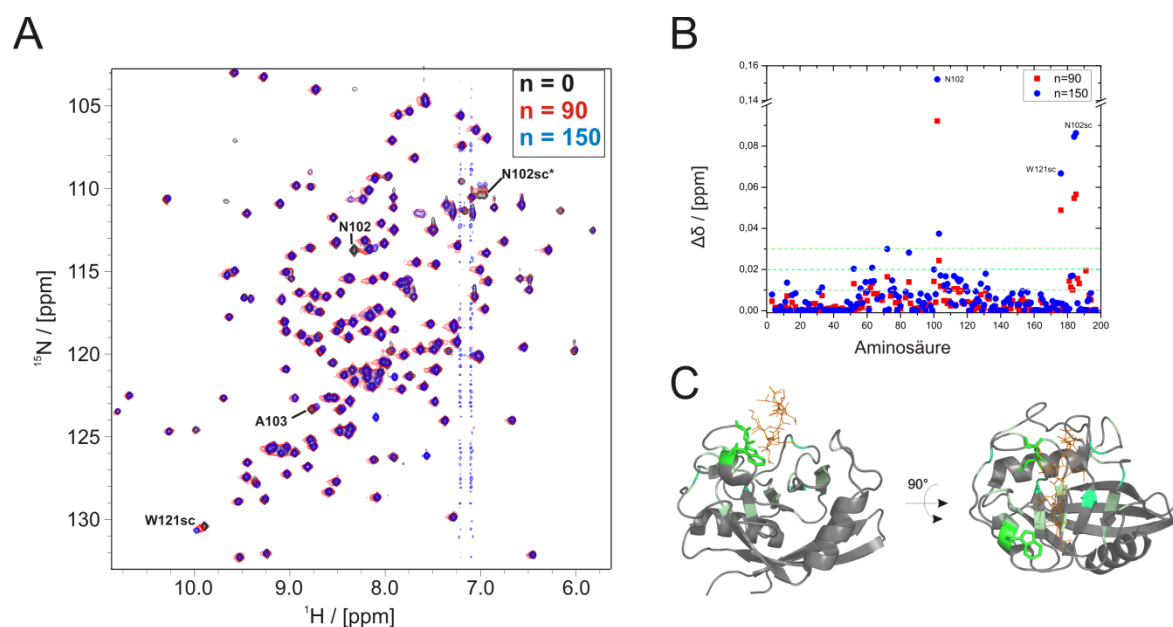 A
n = 0
n = 90
n = 150
105
110
115
120
125
130
¹⁵N / [ppm]
N102sc*
N102
A103
W121sc
10.0 9.0 8.0 7.0 6.0
¹H / [ppm]
B
0,16
0,14
0,10
0,08
0,06
0,04
0,02
0,00
Δδ / [ppm]
N102
n=90
n=150
N102sc
W121sc
0 20 40 60 80 100 120 140 160 180 200
Aminosäure
C
90°